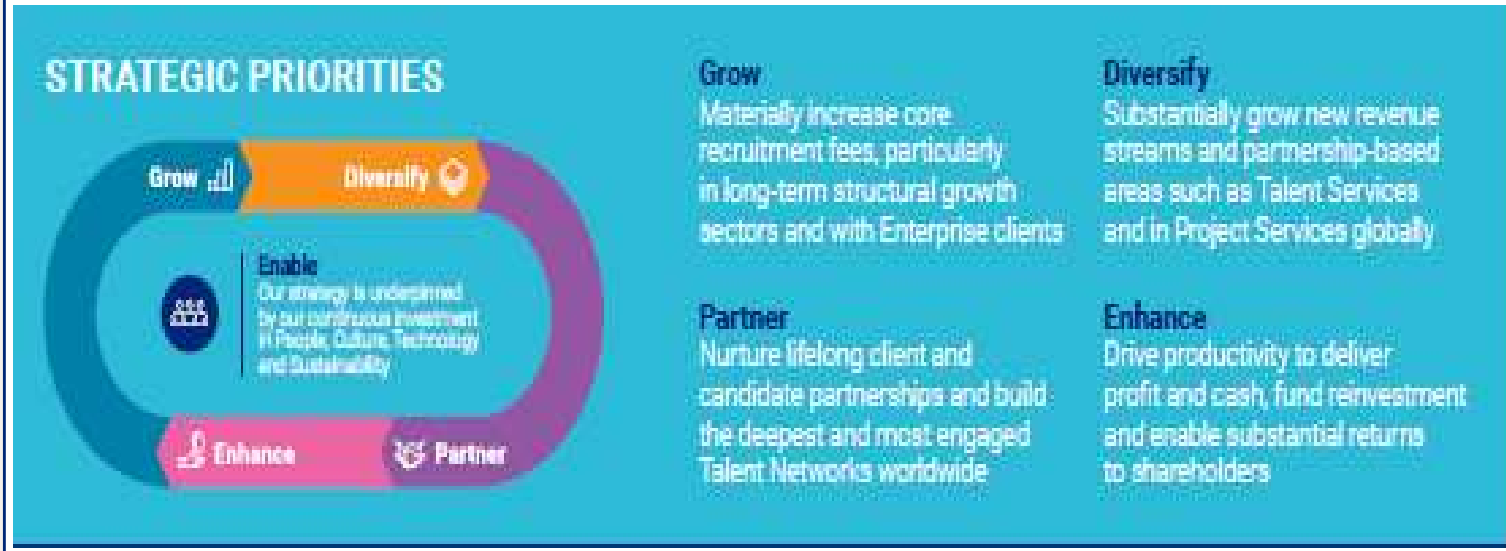 STRATEGIC PRIORITIES
Grow
Diversify
Enable
Our strategy is underpinned
by our continuous investment
in People, Culture, Technology
and Sustainability
Enhance
Partner
Grow
Materially increase core
recruitment fees, particularly
in long-term structural growth
sectors and with Enterprise clients
Diversify
Substantially grow new revenue
streams and partnership-based
areas such as Talent Services
and in Project Services globally
Partner
Nurture lifelong client and
candidate partnerships and build
the deepest and most engaged
Talent Networks worldwide
Enhance
Drive productivity to deliver
profit and cash, fund reinvestment
and enable substantial returns
to shareholders